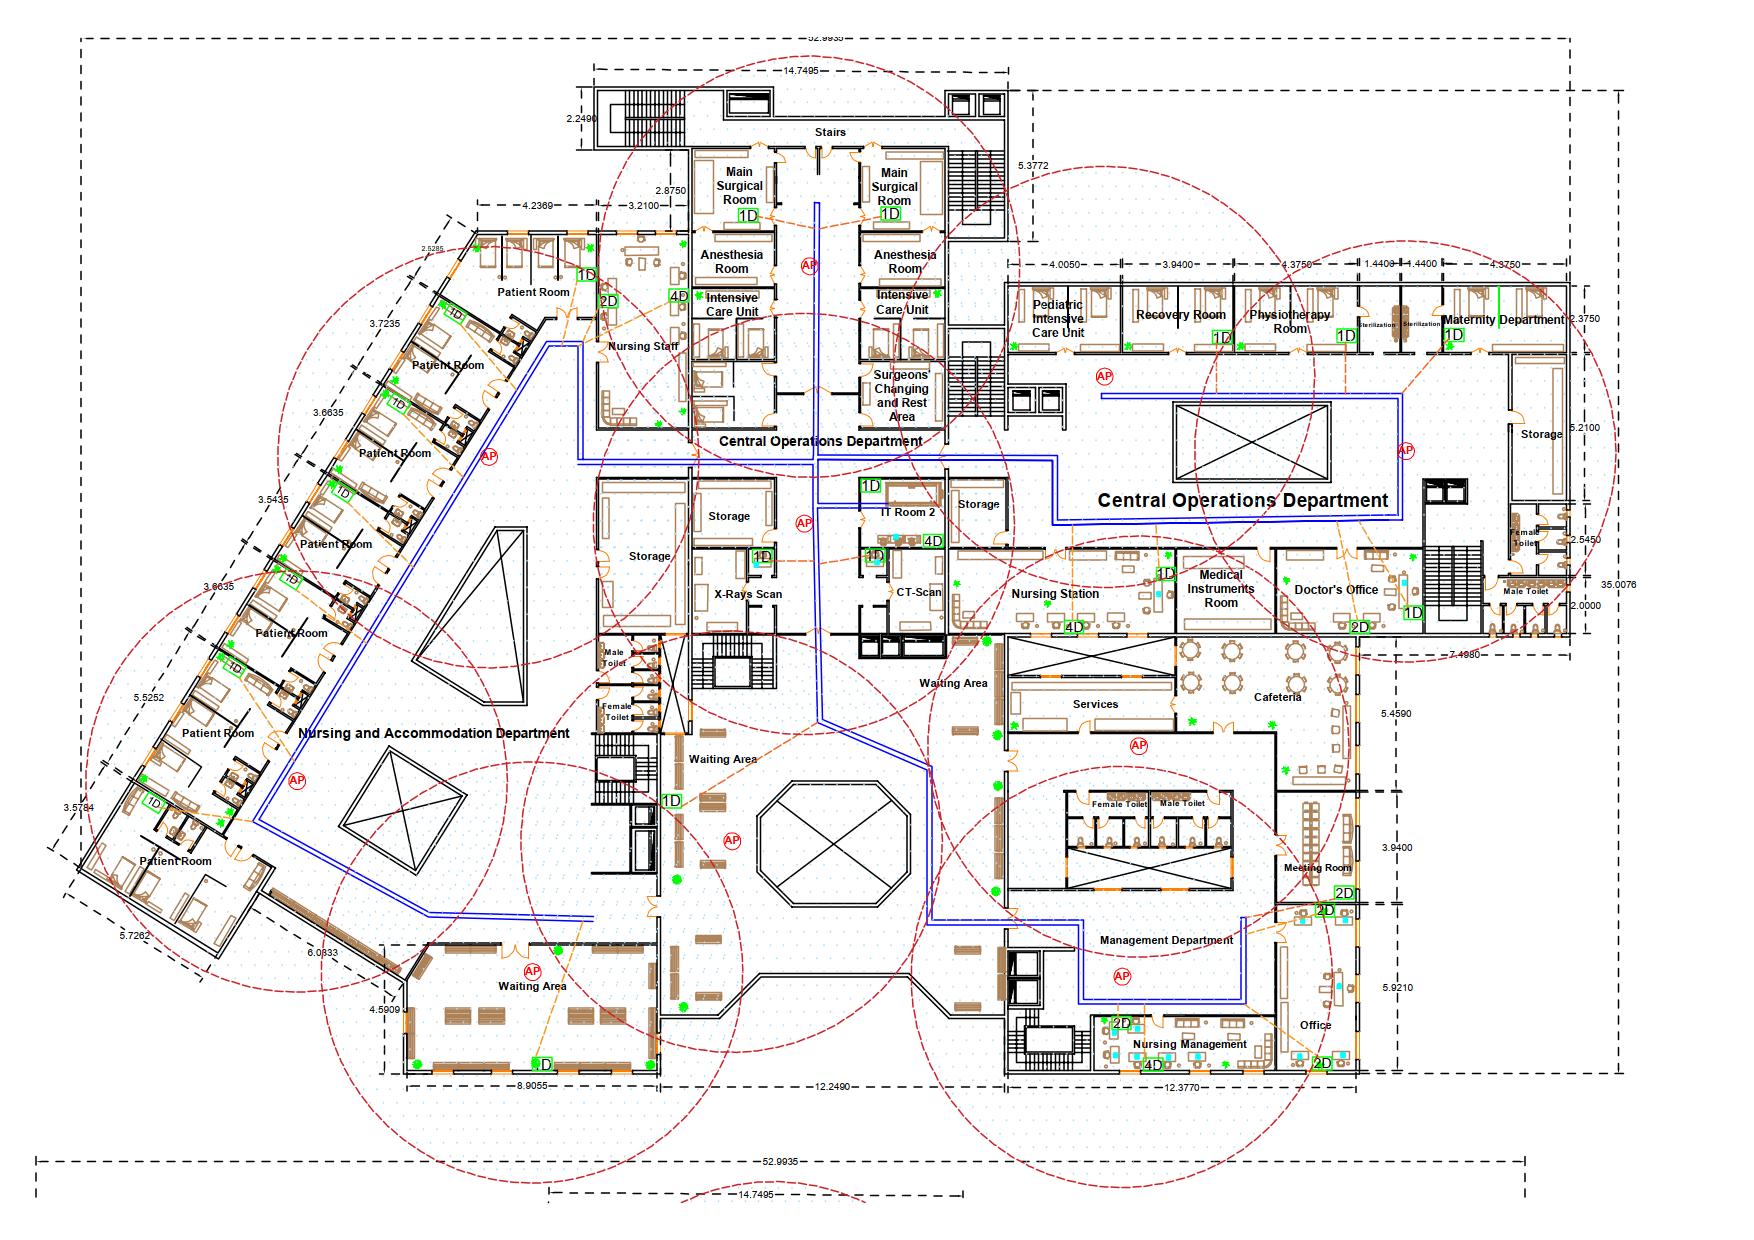 52.9935
14.7495
2.2490
Stairs
5.3772
2.8750
4.2369
3.2100
Main
Surgical
Room
1D
Main
Surgical
Room
1D
2.5285
Anesthesia
Room
AP
Anesthesia
Room
4.0050
3.9400
4.3750
1.4400
1.4400
4.3750
Patient Room
1D
2D
4D
Intensive
Care Unit
Intensive
Care Unit
Pediatric
Intensive
Care Unit
Recovery Room
1D
Physiotherapy
Room
1D
Sterilization
Sterilization
Maternity Department
1D
2.3750
1D
3.7235
Nursing Staff
Patient Room
AP
Surgeons'
Changing
and Rest
Area
1D
3.6635
Central Operations Department
Storage
5.2100
Patient Room
AP
AP
1D
3.5435
1D
IT Room 2
4D
Storage
Central Operations Department
Storage
AP
Patient Room
Storage
Female
Toilet
2.5450
1D
3.6635
1D
1D
X-Rays Scan
CT-Scan
1D
Nursing Station
4D
Medical
Instruments
Room
Doctor's Office
2D
1D
Male Toilet
35.0076
2.0000
Patient Room
1D
Male
Toilet
7.4980
5.5252
Waiting Area
Services
Cafeteria
5.4590
Female
Toilet
Patient Room
Nursing and Accommodation Department
AP
Waiting Area
AP
1D
3.5784
1D
Female Toilet
Male Toilet
AP
3.9400
Patient Room
Meeting Room
2D
2D
5.7262
6.0333
Management Department
AP
Waiting Area
AP
5.9210
4.5909
2D
Office
Nursing Management
4D
2D
8.9055
12.2490
12.3770
52.9935
14.7495